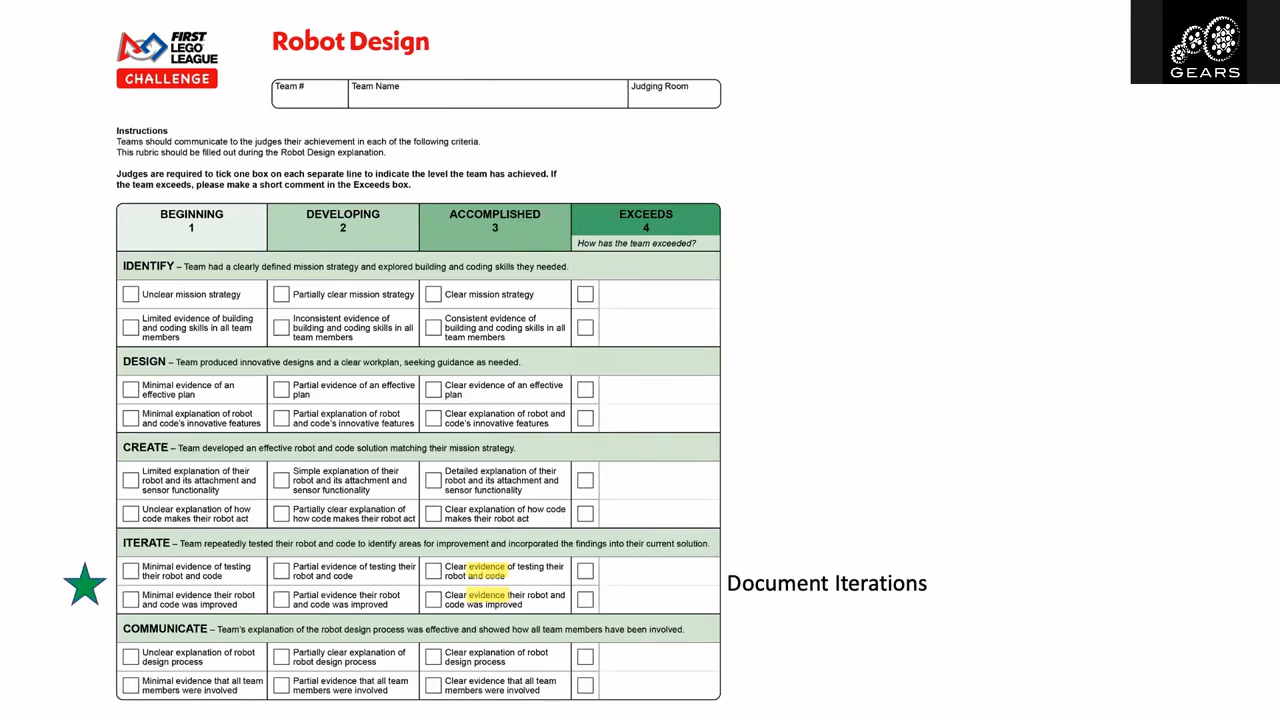 FIRST
LEGO
LEAGUE
CHALLENGE
Robot Design
GEARS
Team #
Team Name
Judging Room
Instructions
Teams should communicate to the judges their achievement in each of the following criteria.
This rubric should be filled out during the Robot Design explanation.
Judges are required to tick one box on each separate line to indicate the level the team has achieved. If
the team exceeds, please make a short comment in the Exceeds box.
BEGINNING
1
DEVELOPING
2
ACCOMPLISHED
3
EXCEEDS
4
How has the team exceeded?
IDENTIFY – Team had a clearly defined mission strategy and explored building and coding skills they needed.
Unclear mission strategy
Partially clear mission strategy
Clear mission strategy
Limited evidence of building
and coding skills in all team
members
Inconsistent evidence of
building and coding skills in all
team members
Consistent evidence of
building and coding skills in all
team members
DESIGN – Team produced innovative designs and a clear workplan, seeking guidance as needed.
Minimal evidence of an
effective plan
Partial evidence of an effective
plan
Clear evidence of an effective
plan
Minimal explanation of robot
and code's innovative features
Partial explanation of robot
and code's innovative features
Clear explanation of robot and
code's innovative features
CREATE – Team developed an effective robot and code solution matching their mission strategy.
Limited explanation of their
robot and its attachment and
sensor functionality
Simple explanation of their
robot and its attachment and
sensor functionality
Detailed explanation of their
robot and its attachment and
sensor functionality
Unclear explanation of how
code makes their robot act
Partially clear explanation of
how code makes their robot act
Clear explanation of how code
makes their robot act
ITERATE – Team repeatedly tested their robot and code to identify areas for improvement and incorporated the findings into their current solution.
Minimal evidence of testing
their robot and code
Partial evidence of testing their
robot and code
Clear evidence of testing their
robot and code
Minimal evidence their robot
and code was improved
Partial evidence their robot
and code was improved
Clear evidence their robot and
code was improved
Document Iterations
COMMUNICATE – Team's explanation of the robot design process was effective and showed how all team members have been involved.
Unclear explanation of robot
design process
Partially clear explanation of
robot design process
Clear explanation of robot
design process
Minimal evidence that all team
members were involved
Partial evidence that all team
members were involved
Clear evidence that all team
members were involved